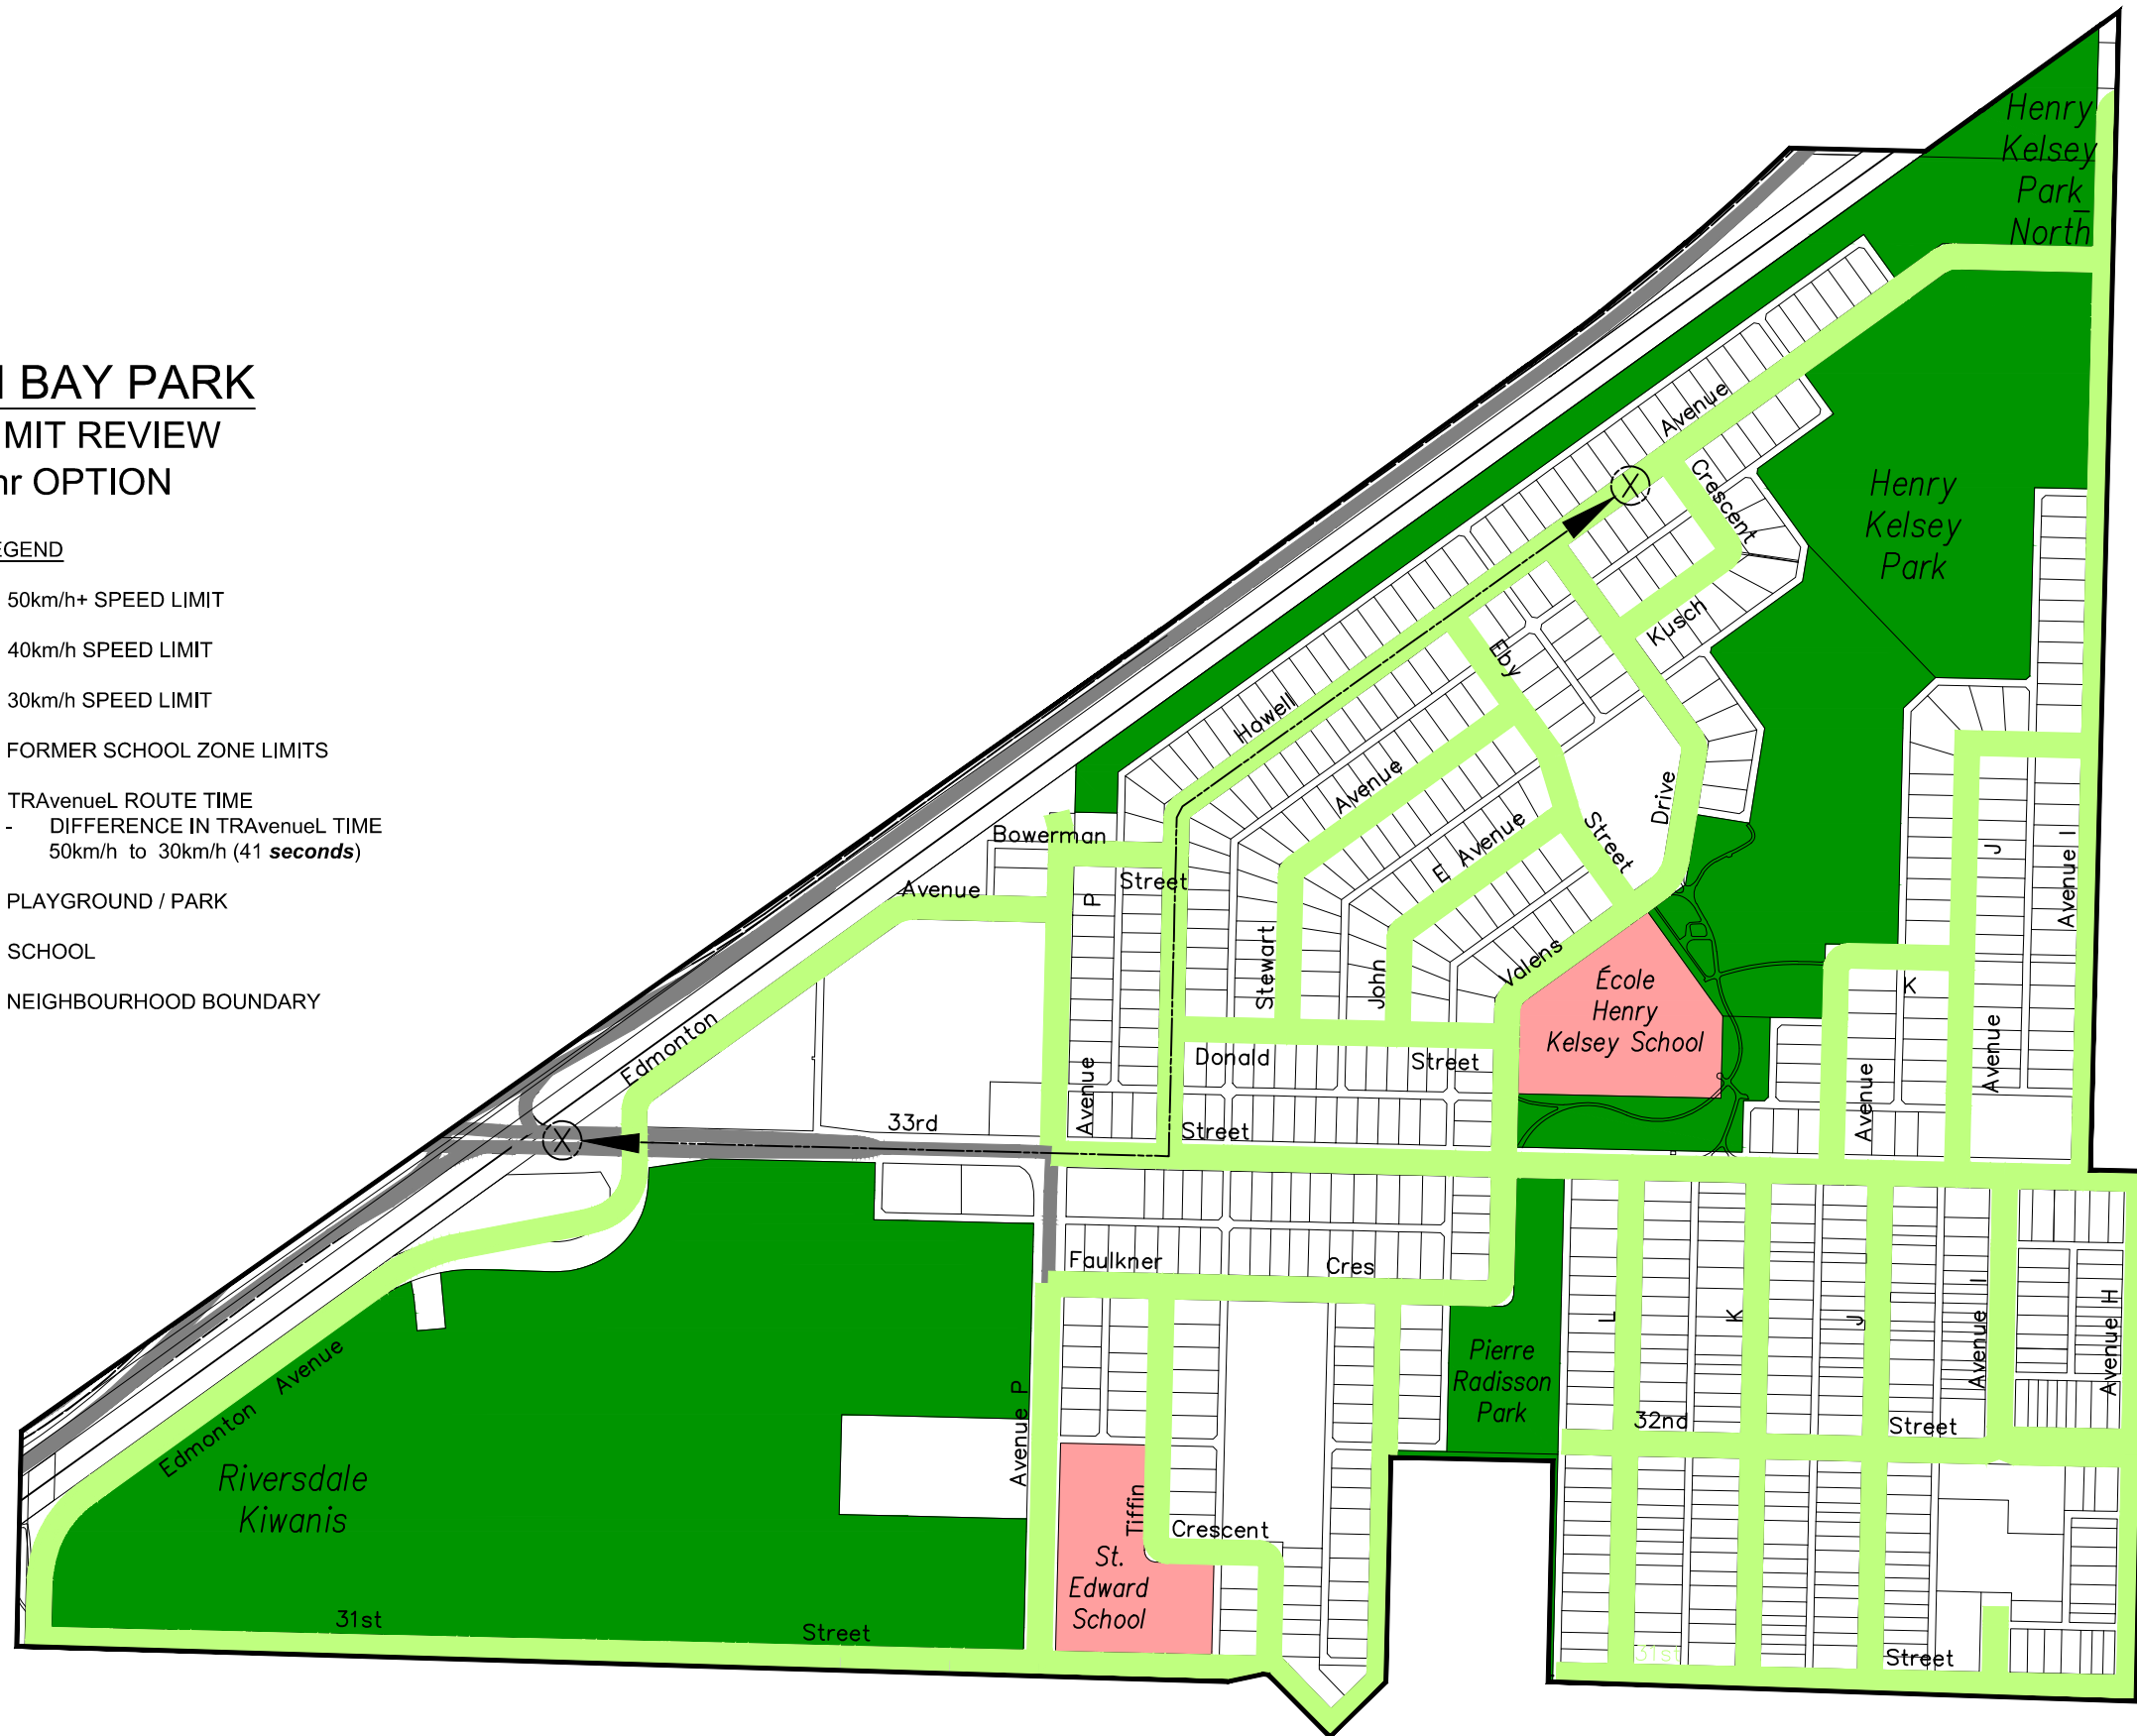 BAY PARK
MIT REVIEW
hr OPTION
EGEND
50km/h+ SPEED LIMIT
40km/h SPEED LIMIT
30km/h SPEED LIMIT
FORMER SCHOOL ZONE LIMITS
TRAvenueL ROUTE TIME
- DIFFERENCE IN TRAvenueL TIME
50km/h to 30km/h (41 seconds)
PLAYGROUND / PARK
SCHOOL
NEIGHBOURHOOD BOUNDARY
Henry
Kelsey
Park
North
Avenue
Crescent
Henry
Kelsey
Park
Kusch
Eby
Howell
Avenue
Drive
Bowerman
Street
Avenue
P
E Avenue
Street
J
Avenue I
Stewart
John
Valens
École
Henry
Kelsey School
K
Edmonton
Avenue
Donald
Street
Avenue
Avenue
33rd
Street
Faulkner
Cres
L
K
J
Avenue I
Avenue H
Pierre
Radisson
Park
Avenue
Edmonton
Avenue P
32nd
Street
Riversdale
Kiwanis
Tiffin
Crescent
St.
Edward
School
31st
Street
31st
Street
X
X